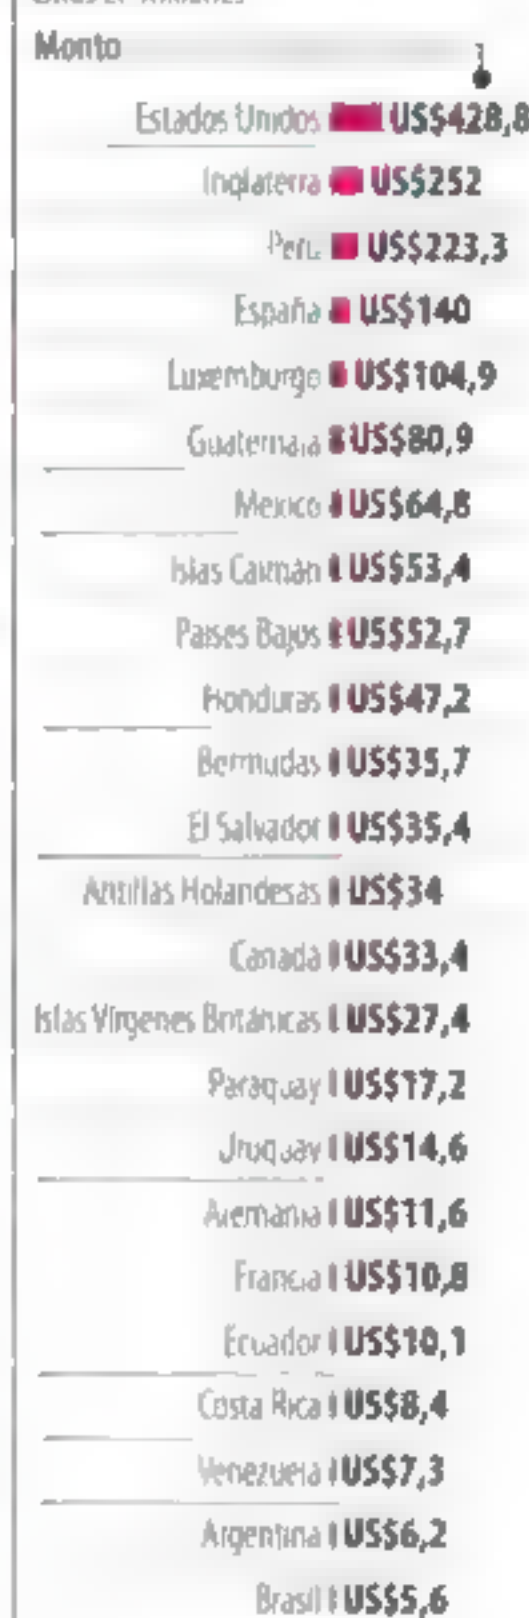 Monto
Estados Unidos US$428,8
Inglaterra US$252
Perú US$223,3
España US$140
Luxemburgo US$104,9
Guatemala US$80,9
Mexico US$64,8
Islas Caimán US$53,4
Países Bajos US$52,7
Honduras US$47,2
Bermudas US$35,7
El Salvador US$35,4
Antillas Holandesas US$34
Canadá US$33,4
Islas Vírgenes Británicas US$27,4
Paraguay US$17,2
Uruguay US$14,6
Alemania US$11,6
Francia US$10,8
Ecuador US$10,1
Costa Rica US$8,4
Venezuela US$7,3
Argentina US$6,2
Brasil US$5,6